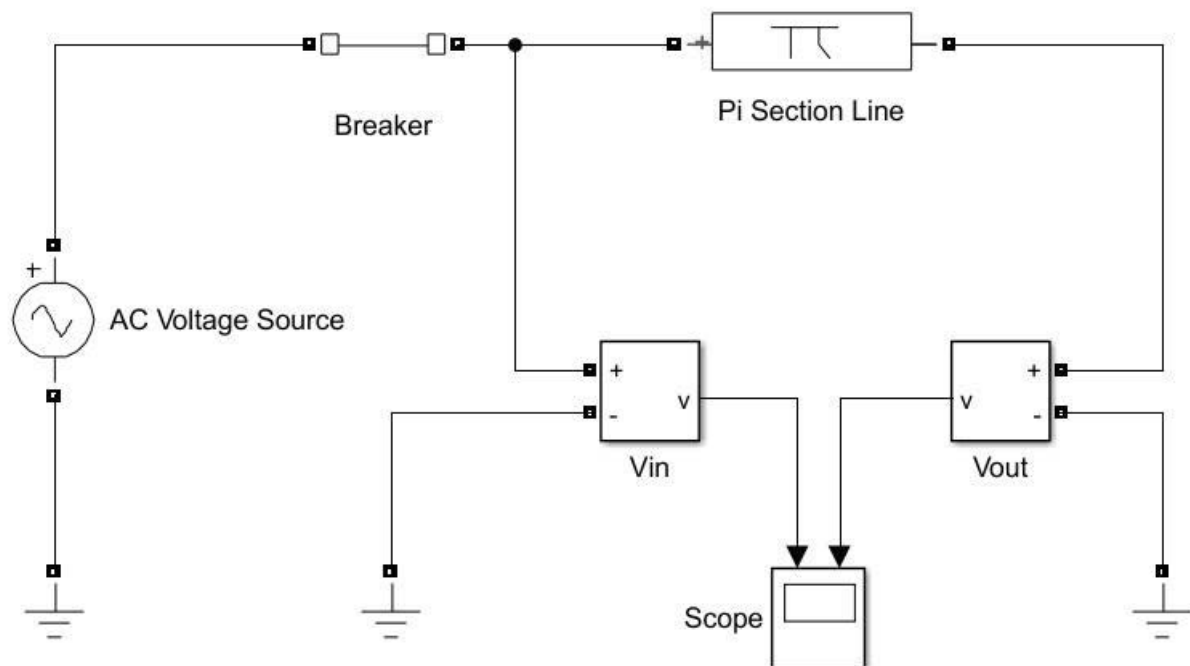 +
Breaker
Pi Section Line
+
AC Voltage Source
+
-
v
Vin
v
+
-
Vout
Scope